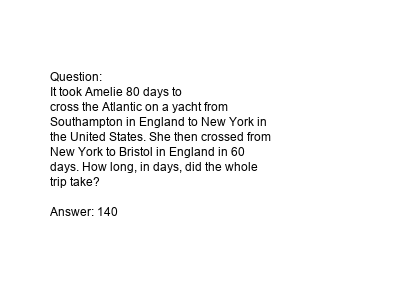 Question:
It took Amelie 80 days to
cross the Atlantic on a yacht from
Southampton in England to New York in
the United States. She then crossed from
New York to Bristol in England in 60
days. How long, in days, did the whole
trip take?
Answer: 140